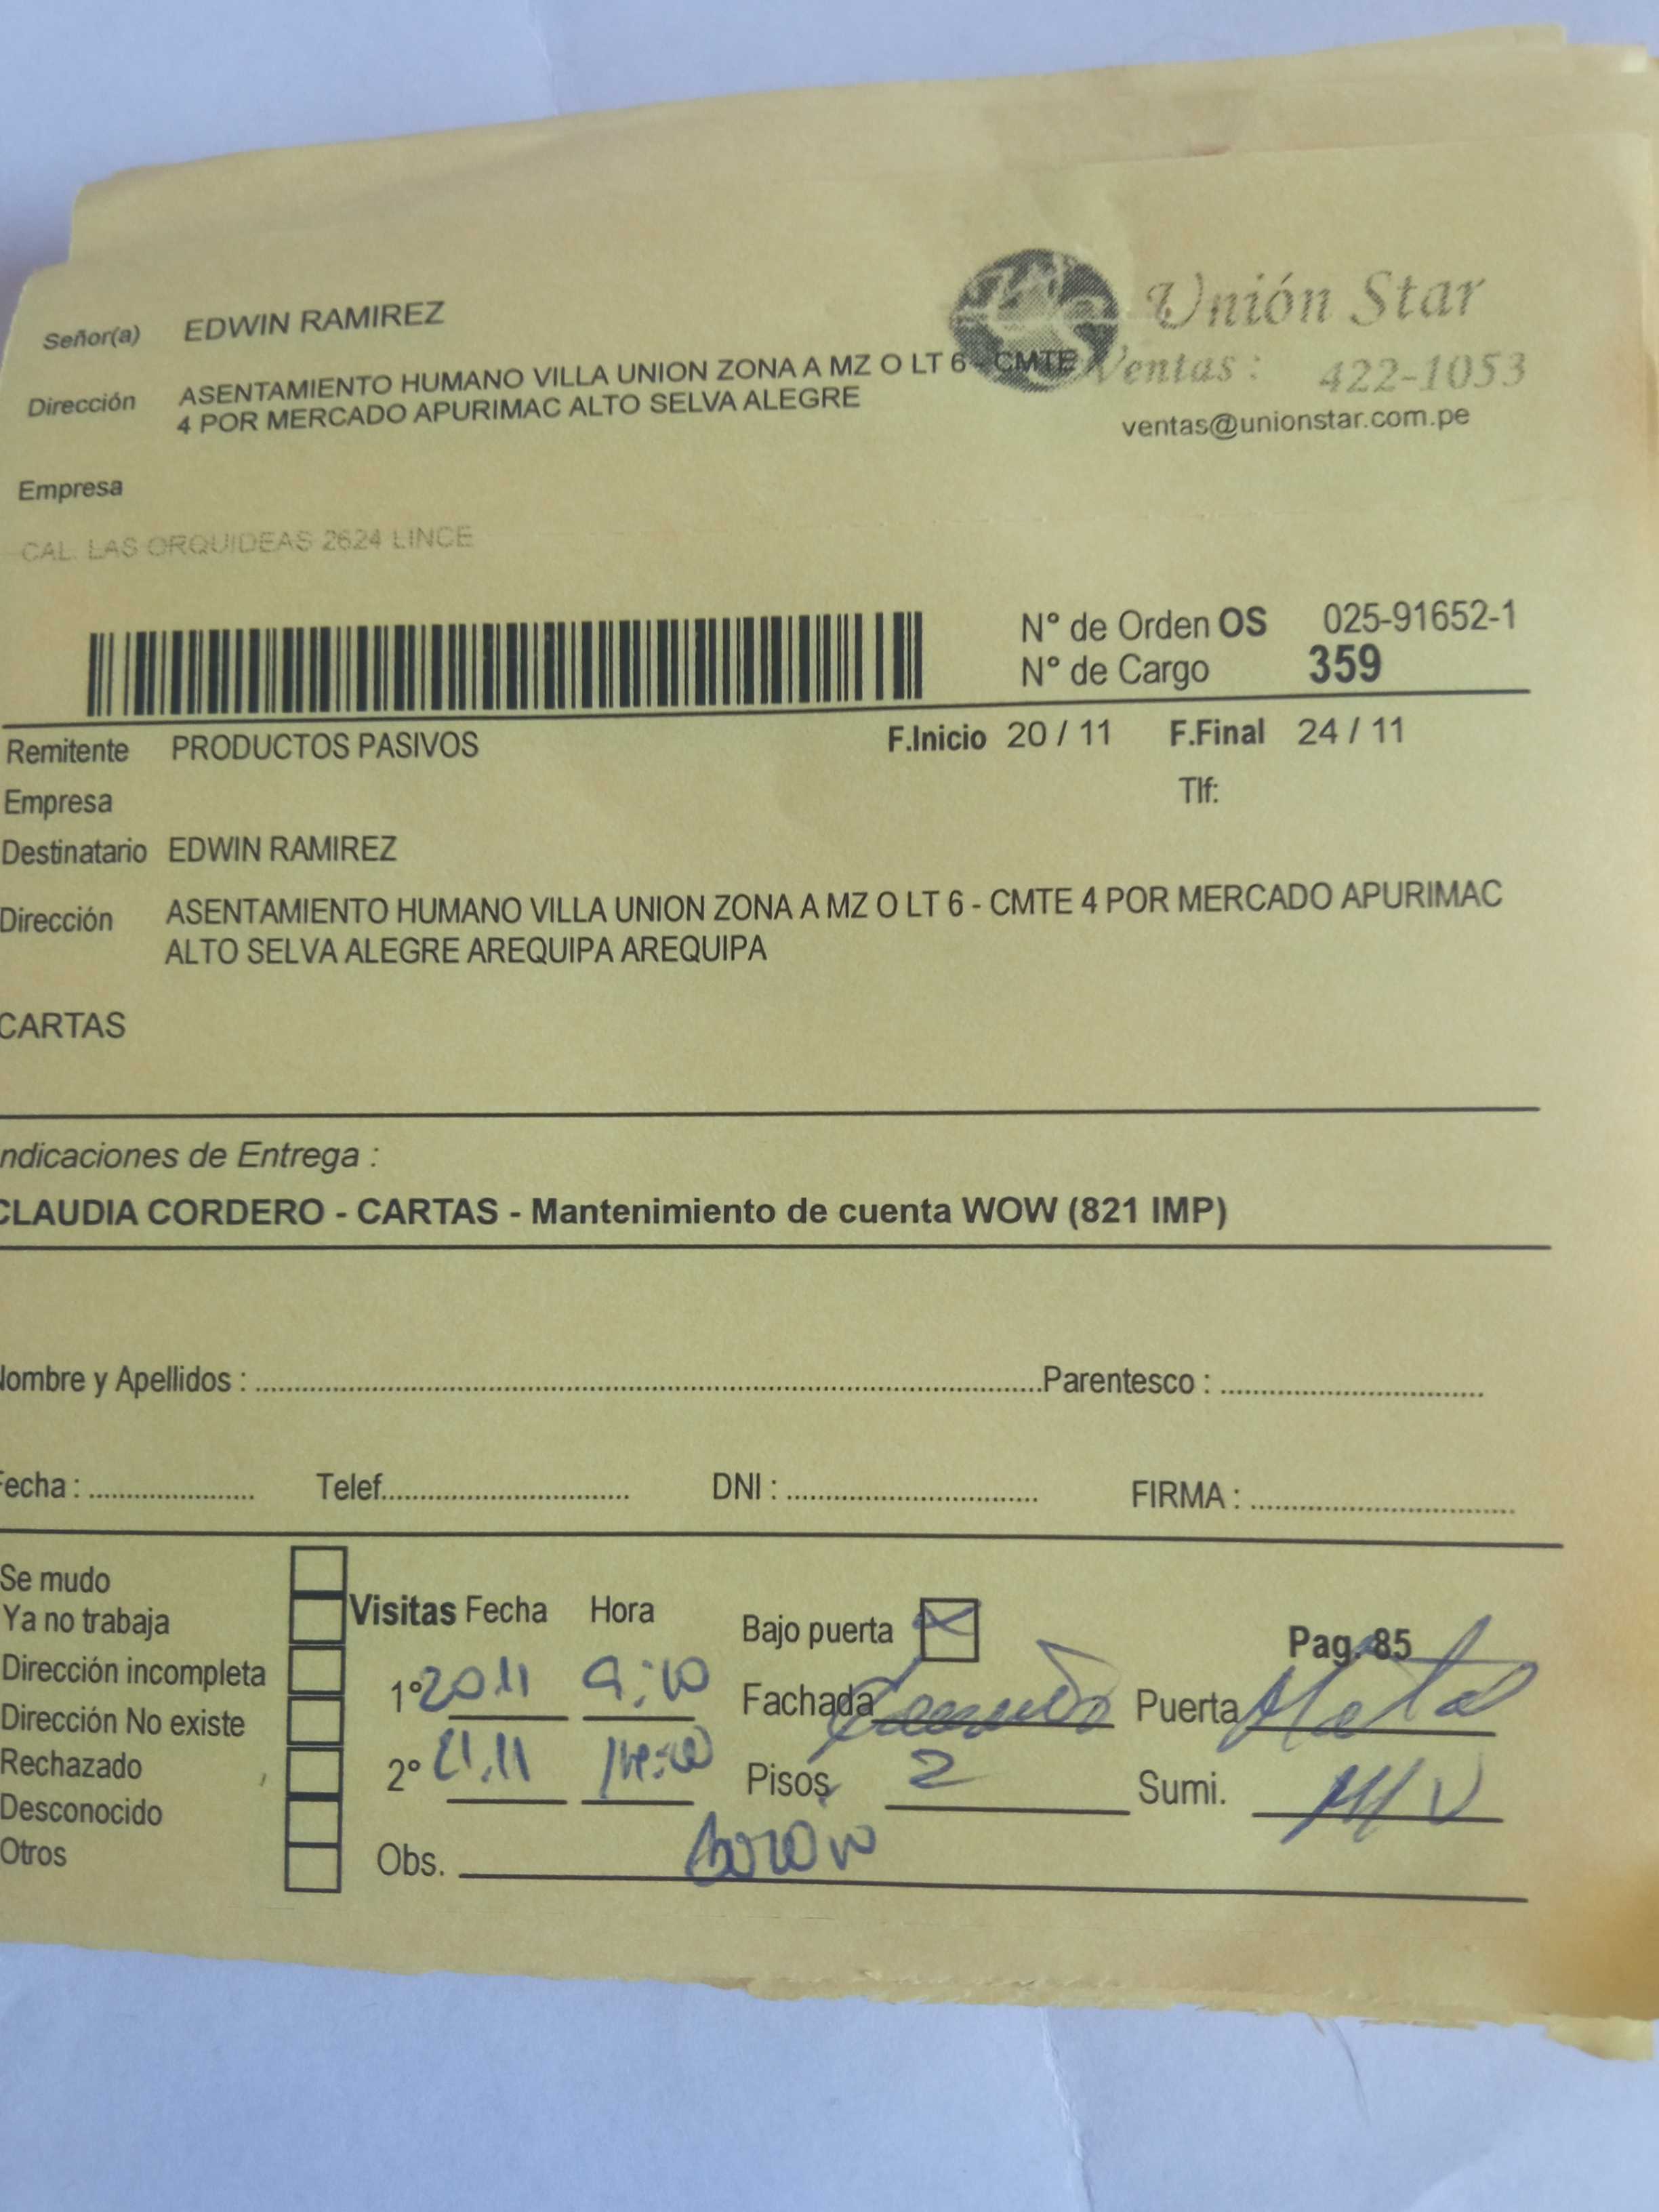 Señor(a) EDWIN RAMIREZ
Unión Star
Dirección ASENTAMIENTO HUMANO VILLA UNION ZONA A MZ O LT 6 - CMTE
4 POR MERCADO APURIMAC ALTO SELVA ALEGRE
Ventas : 422-1053
ventas@unionstar.com.pe
Empresa
CAL. LAS ORQUIDEAS 2624 LINCE
N° de Orden OS 025-91652-1
N° de Cargo 359
Remitente PRODUCTOS PASIVOS F.Inicio 20 / 11 F.Final 24 / 11
Empresa Tlf:
Destinatario EDWIN RAMIREZ
Dirección ASENTAMIENTO HUMANO VILLA UNION ZONA A MZ O LT 6 - CMTE 4 POR MERCADO APURIMAC
ALTO SELVA ALEGRE AREQUIPA AREQUIPA
CARTAS
ndicaciones de Entrega :
CLAUDIA CORDERO - CARTAS - Mantenimiento de cuenta WOW (821 IMP)
Nombre y Apellidos : Parentesco :
Fecha : Telef. DNI : FIRMA :
Se mudo
Ya no trabaja
Dirección incompleta
Dirección No existe
Rechazado
Desconocido
Otros
Visitas Fecha Hora
1° 20.11
2° 21.11
Obs.
Bajo puerta
Pag. 85
Fachada Puerta Metal
Pisos 2 Sumi.